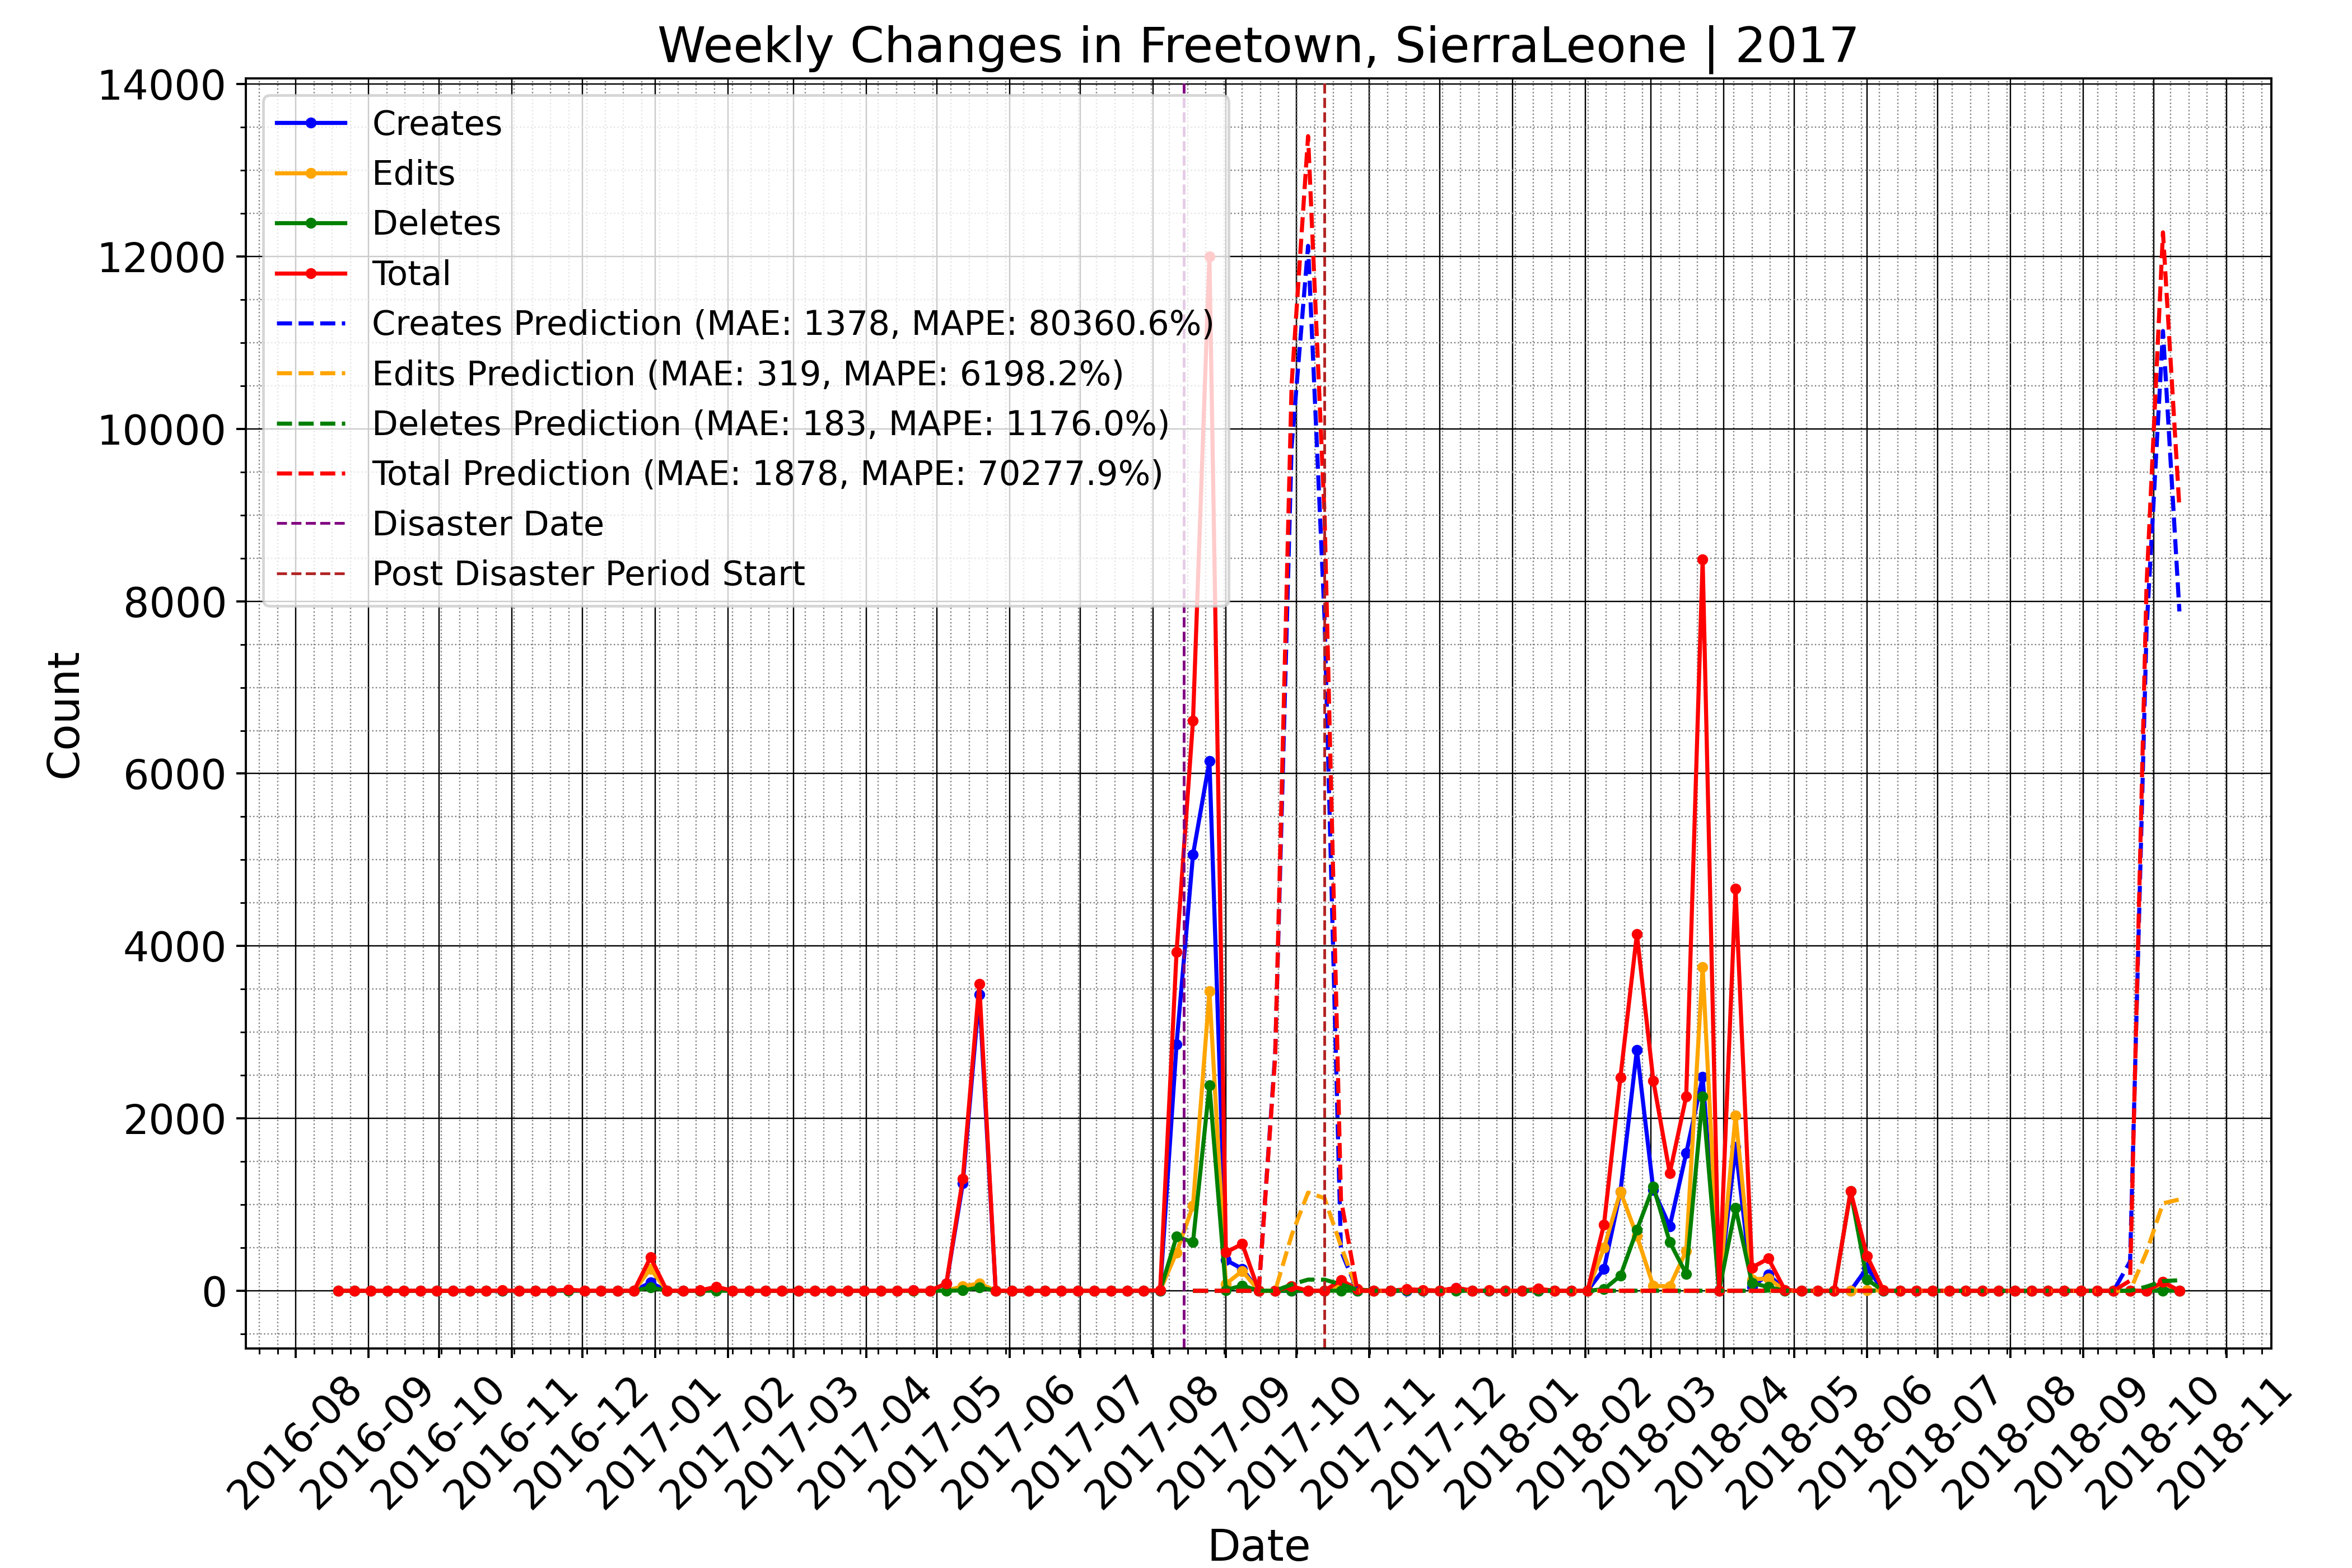 Weekly Changes in Freetown, SierraLeone | 2017
14000
12000
10000
8000
6000
4000
2000
0
Count
Creates
Edits
Deletes
Total
Creates Prediction (MAE: 1378, MAPE: 80360.6%)
Edits Prediction (MAE: 319, MAPE: 6198.2%)
Deletes Prediction (MAE: 183, MAPE: 1176.0%)
Total Prediction (MAE: 1878, MAPE: 70277.9%)
Disaster Date
Post Disaster Period Start
2016-08
2016-09
2016-10
2016-11
2016-12
2017-01
2017-02
2017-03
2017-04
2017-05
2017-06
2017-07
2017-08
2017-09
2017-10
2017-11
2017-12
2018-01
2018-02
2018-03
2018-04
2018-05
2018-06
2018-07
2018-08
2018-09
2018-10
2018-11
Date